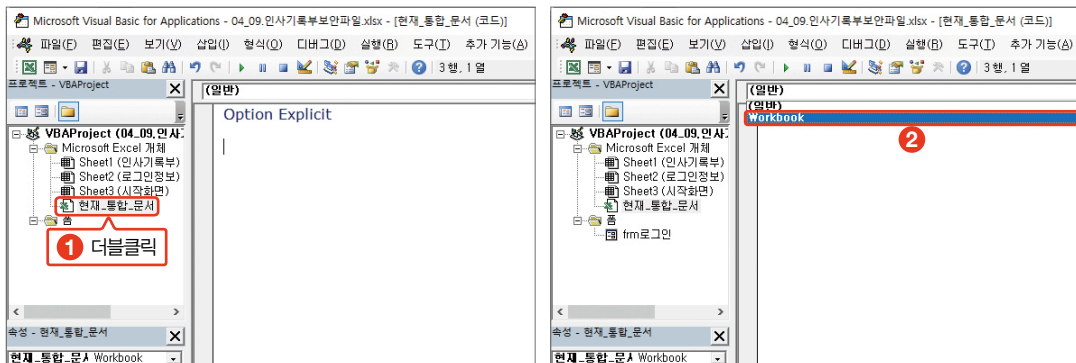 Microsoft Visual Basic for Applications - 04_09.인사기록부보안파일.xlsx - [현재_통합_문서 (코드)]
파일(F) 편집(E) 보기(V) 삽입(I) 형식(O) 디버그(D) 실행(R) 도구(T) 추가 기능(A)
3행, 1열
프로젝트 - VBAProject
(일반)
Option Explicit
VBAProject (04_09.인사
Microsoft Excel 개체
Sheet1 (인사기록부)
Sheet2 (로그인정보)
Sheet3 (시작화면)
현재_통합_문서
폼
1 더블클릭
속성 - 현재_통합_문서
현재_통합_문서 Workbook
Microsoft Visual Basic for Applications - 04_09.인사기록부보안파일.xlsx - [현재_통합_문서 (코드)]
파일(F) 편집(E) 보기(V) 삽입(I) 형식(O) 디버그(D) 실행(R) 도구(T) 추가 기능(A)
3행, 1열
프로젝트 - VBAProject
(일반)
(일반)
Workbook
2
VBAProject (04_09.인사
Microsoft Excel 개체
Sheet1 (인사기록부)
Sheet2 (로그인정보)
Sheet3 (시작화면)
현재_통합_문서
폼
frm로그인
속성 - 현재_통합_문서
현재_통합_문서 Workbook